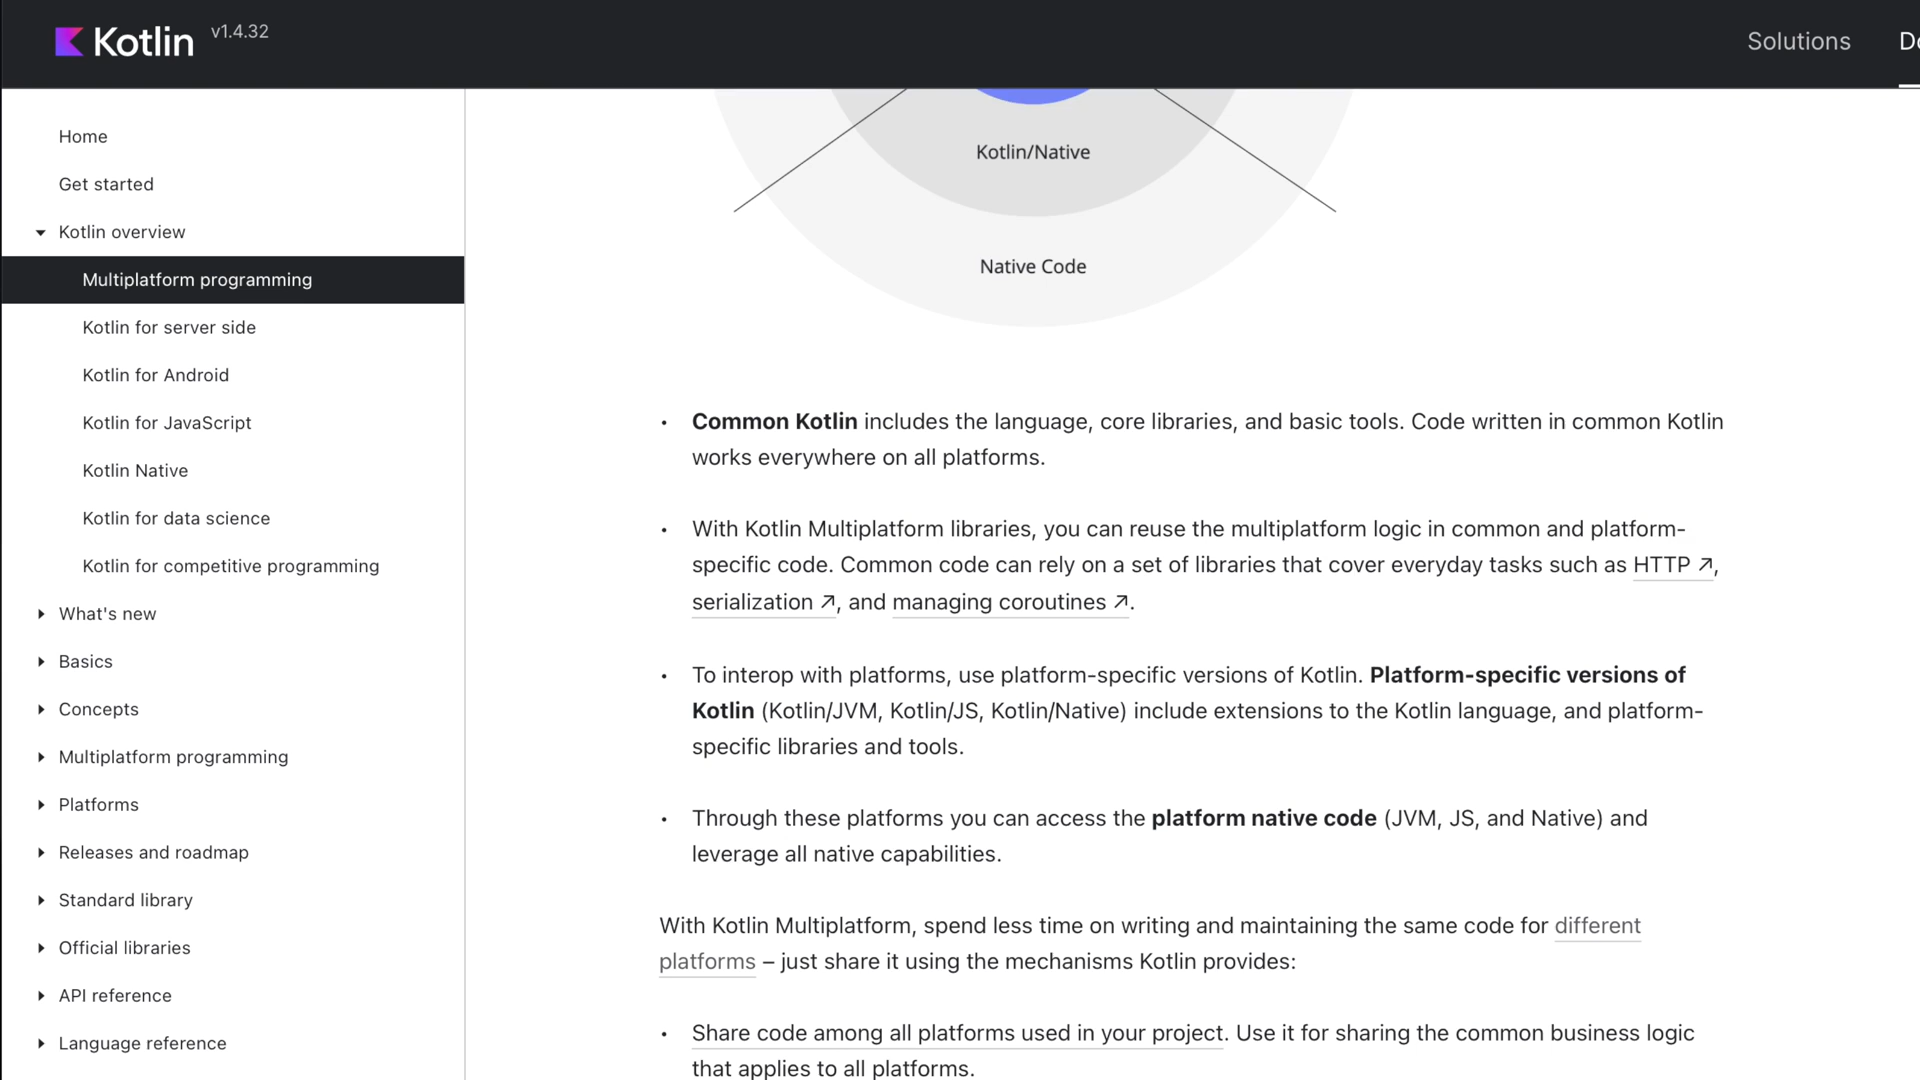 Kotlin v1.4.32
Solutions
Home
Get started
Kotlin overview
Multiplatform programming
Kotlin for server side
Kotlin for Android
Kotlin for JavaScript
Kotlin Native
Kotlin for data science
Kotlin for competitive programming
What's new
Basics
Concepts
Multiplatform programming
Platforms
Releases and roadmap
Standard library
Official libraries
API reference
Language reference
Kotlin/Native
Native Code
• Common Kotlin includes the language, core libraries, and basic tools. Code written in common Kotlin
works everywhere on all platforms.
• With Kotlin Multiplatform libraries, you can reuse the multiplatform logic in common and platform-
specific code. Common code can rely on a set of libraries that cover everyday tasks such as HTTP ↗,
serialization ↗, and managing coroutines ↗.
• To interop with platforms, use platform-specific versions of Kotlin. Platform-specific versions of
Kotlin (Kotlin/JVM, Kotlin/JS, Kotlin/Native) include extensions to the Kotlin language, and platform-
specific libraries and tools.
• Through these platforms you can access the platform native code (JVM, JS, and Native) and
leverage all native capabilities.
With Kotlin Multiplatform, spend less time on writing and maintaining the same code for different
platforms – just share it using the mechanisms Kotlin provides:
• Share code among all platforms used in your project. Use it for sharing the common business logic
that applies to all platforms.